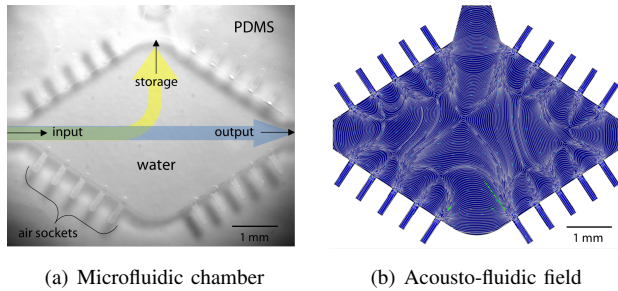 PDMS
storage
input
output
water
air sockets
1 mm
1 mm
(a) Microfluidic chamber
(b) Acousto-fluidic field